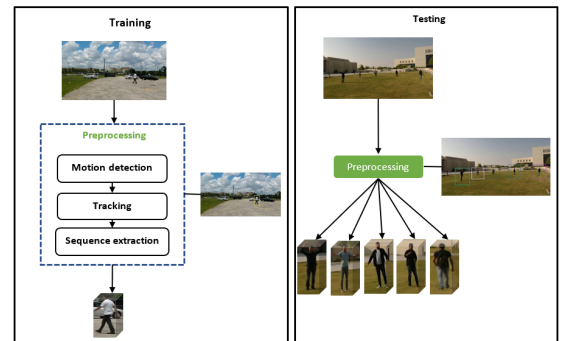 Training
Preprocessing
Motion detection
Tracking
Sequence extraction
Testing
Preprocessing